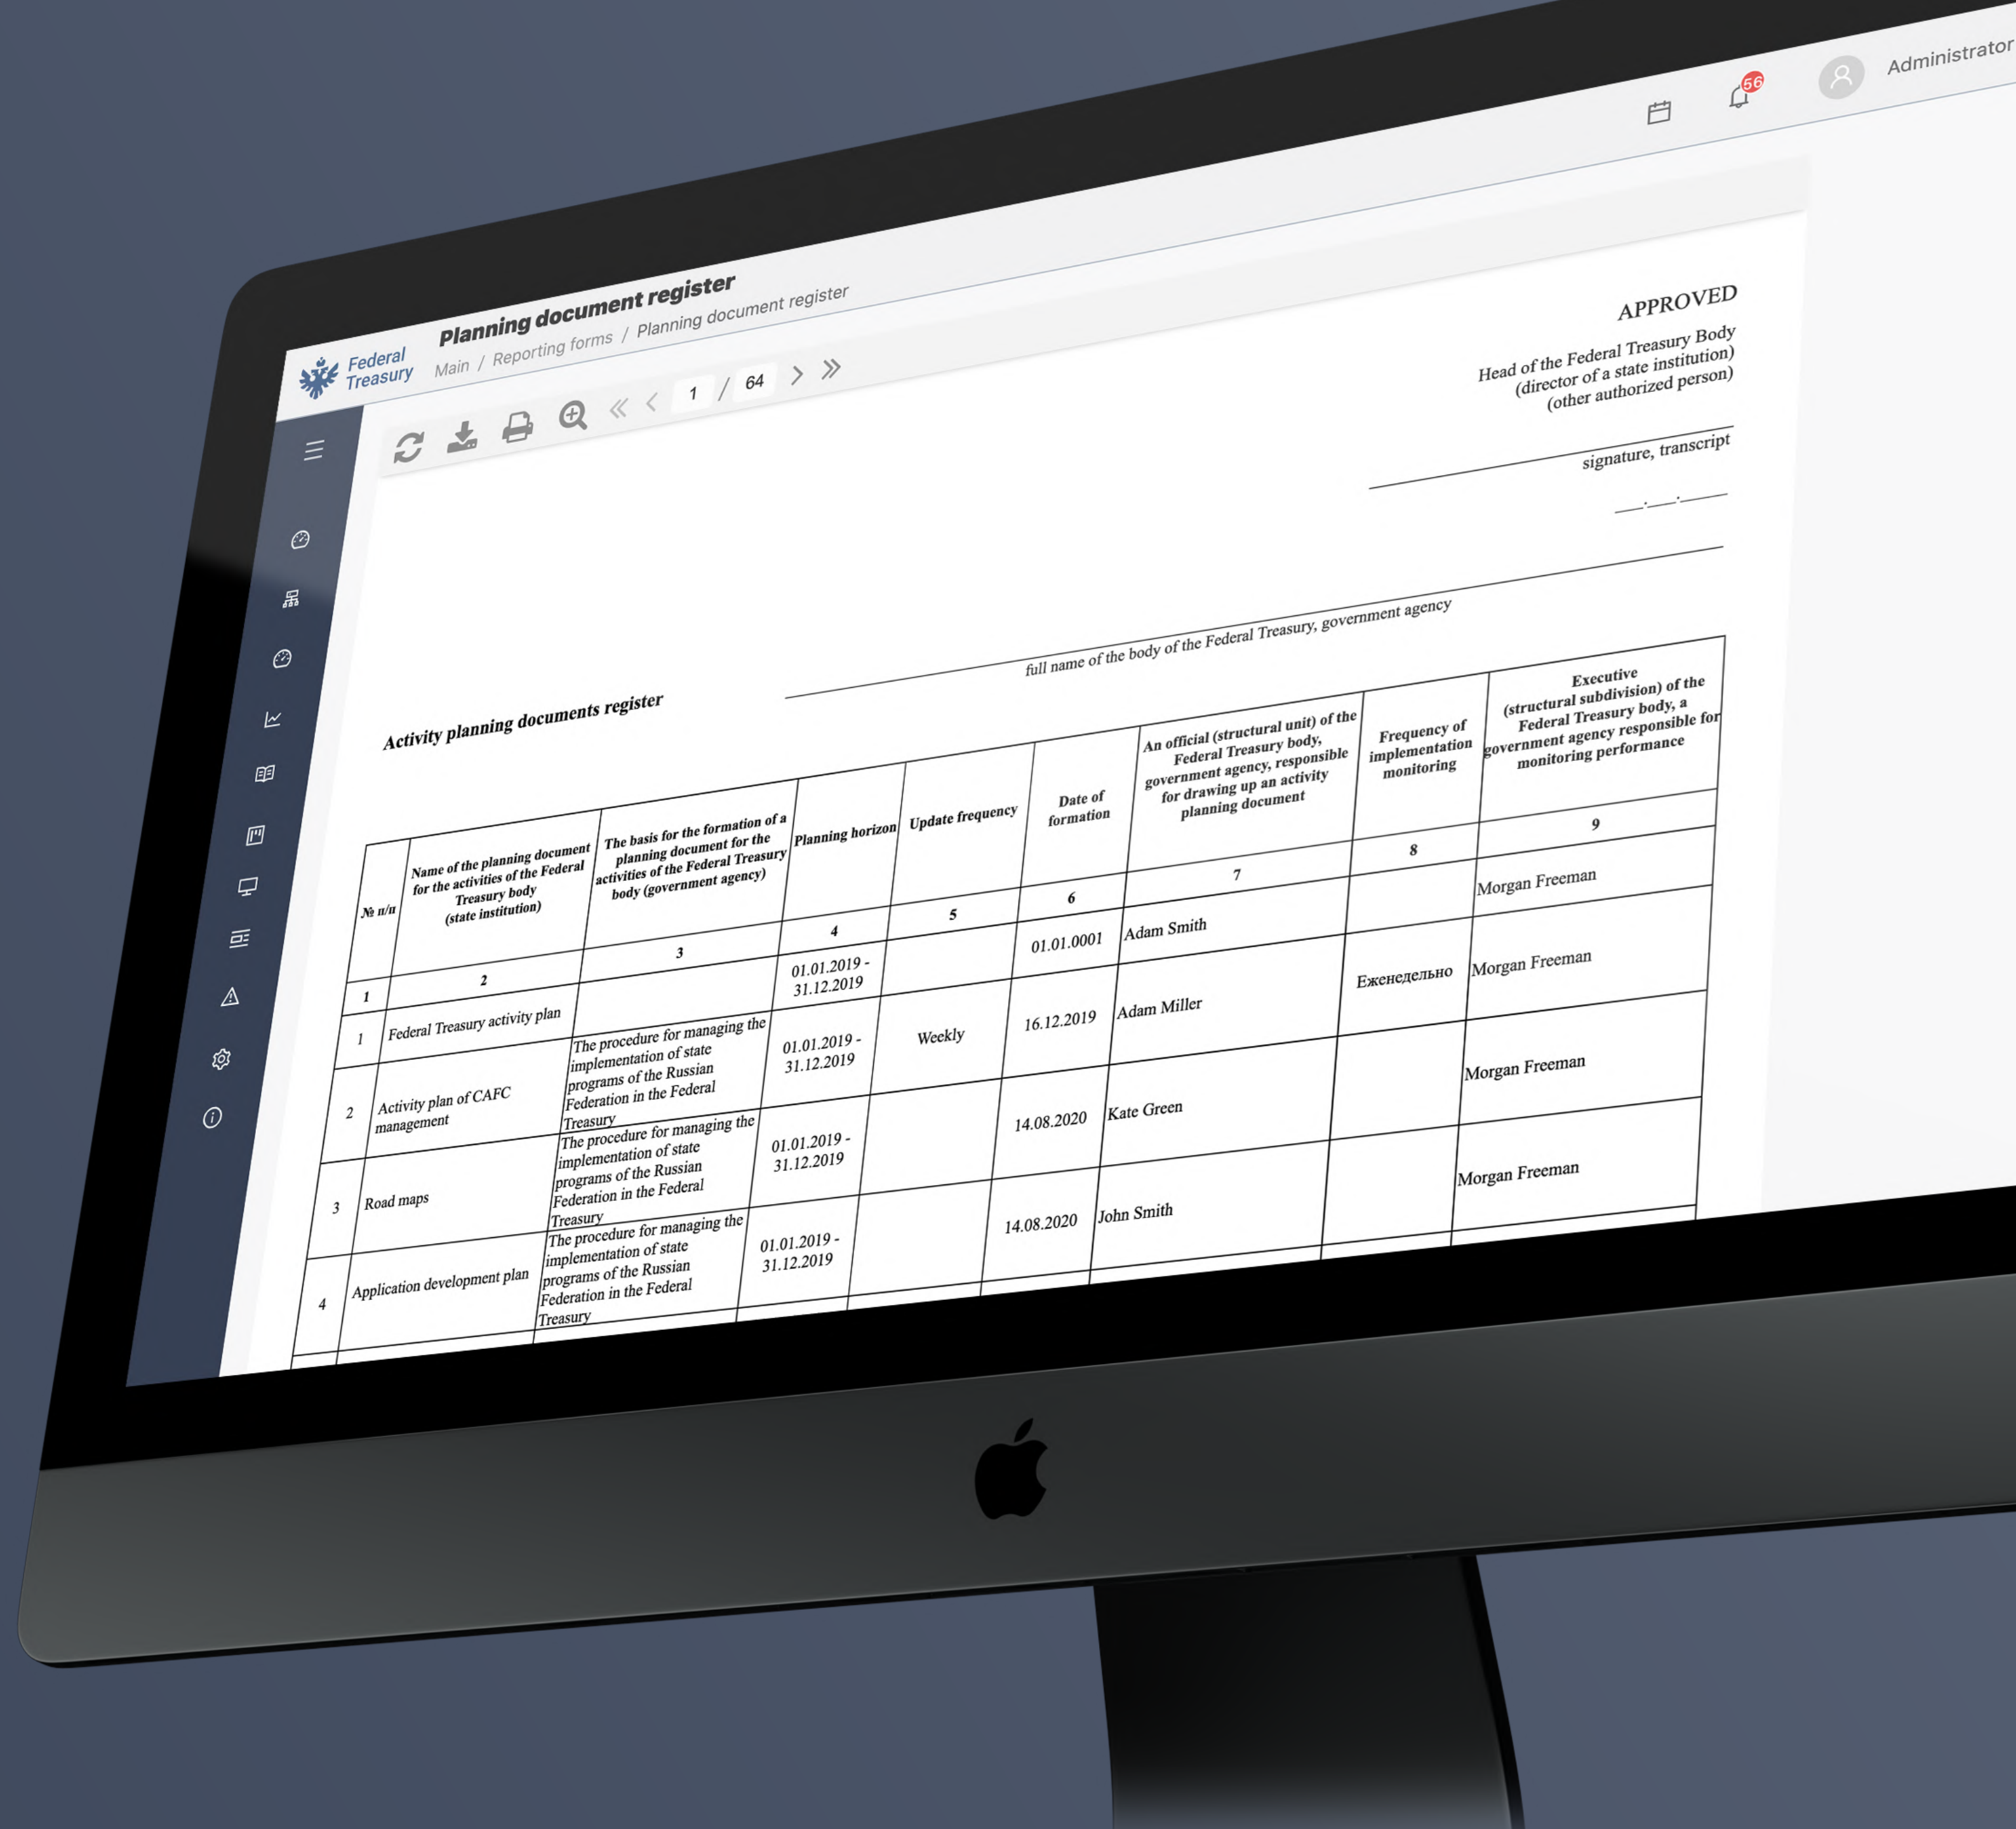 Administrator
56
Planning document register
Federal
Treasury
Main / Reporting forms / Planning document register
1 / 64
APPROVED
Head of the Federal Treasury Body
(director of a state institution)
(other authorized person)
signature, transcript
full name of the body of the Federal Treasury, government agency
Activity planning documents register
№ п/п
Name of the planning document
for the activities of the Federal
Treasury body
(state institution)
The basis for the formation of a
planning document for the
activities of the Federal Treasury
body (government agency)
Planning horizon
Update frequency
Date of
formation
An official (structural unit) of the
Federal Treasury body,
government agency, responsible
for drawing up an activity
planning document
Frequency of
implementation
monitoring
Executive
(structural subdivision) of the
Federal Treasury body, a
government agency responsible for
monitoring performance
1
2
3
4
5
6
7
8
9
1
Federal Treasury activity plan
01.01.2019 -
31.12.2019
01.01.0001
Adam Smith
Morgan Freeman
2
Activity plan of CAFC
management
The procedure for managing the
implementation of state
programs of the Russian
Federation in the Federal
Treasury
01.01.2019 -
31.12.2019
Weekly
16.12.2019
Adam Miller
Еженедельно
Morgan Freeman
3
Road maps
The procedure for managing the
implementation of state
programs of the Russian
Federation in the Federal
Treasury
01.01.2019 -
31.12.2019
14.08.2020
Kate Green
Morgan Freeman
4
Application development plan
The procedure for managing the
implementation of state
programs of the Russian
Federation in the Federal
Treasury
01.01.2019 -
31.12.2019
14.08.2020
John Smith
Morgan Freeman